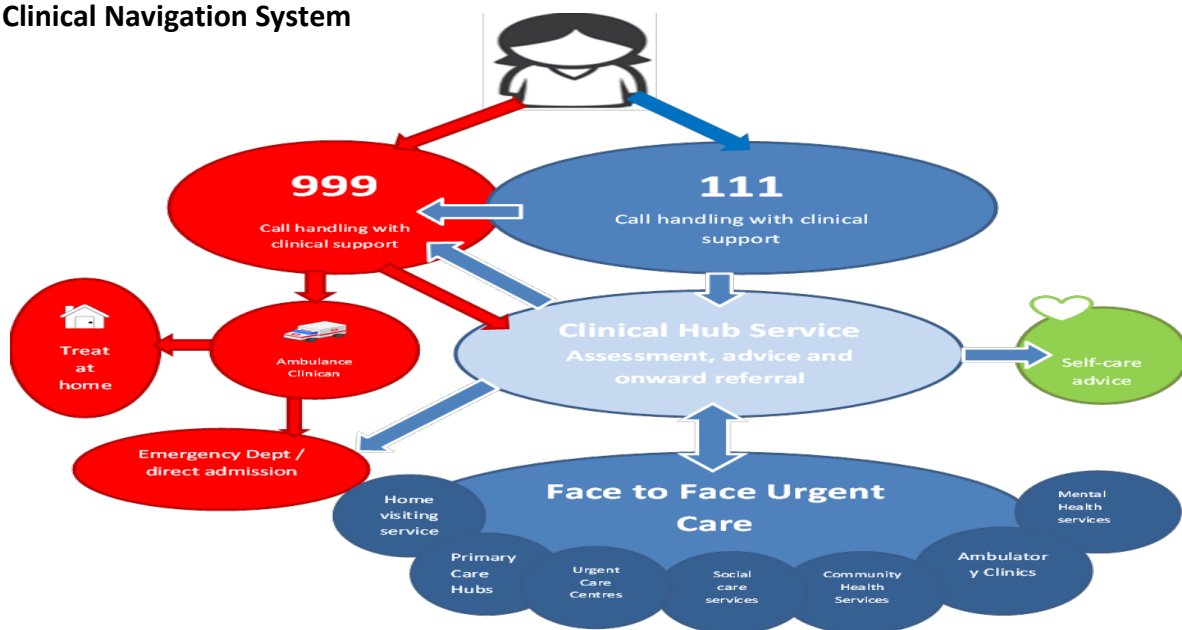 Clinical Navigation System
999
Call handling with
clinical support
111
Call handling with clinical
support
Treat
at
home
Ambulance
Clinican
Clinical Hub Service
Assessment, advice and
onward referral
Self-care
advice
Emergency Dept /
direct admission
Face to Face Urgent
Care
Home
visiting
service
Primary
Care
Hubs
Urgent
Care
Centres
Social
care
services
Community
Health
Services
Ambulator
y Clinics
Mental
Health
services